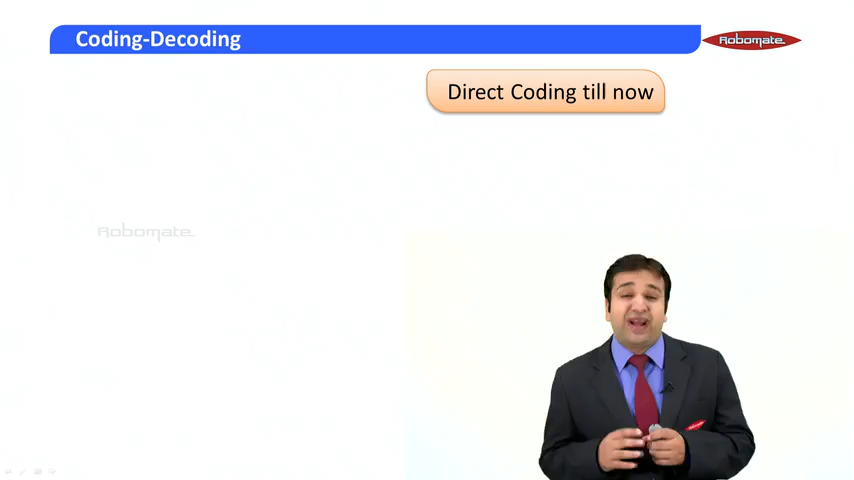 Coding-Decoding
Robomate
Direct Coding till now
Robomate